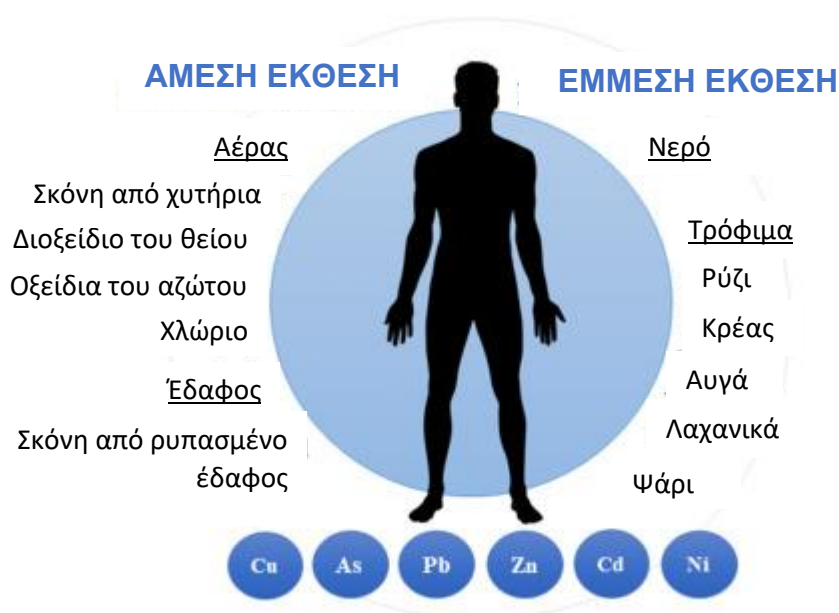 ΑΜΕΣΗ ΕΚΘΕΣΗ
Αέρας
Σκόνη από χυτήρια
Διοξείδιο του θείου
Οξείδια του αζώτου
Χλώριο
Έδαφος
Σκόνη από ρυπασμένο
έδαφος
ΕΜΜΕΣΗ ΕΚΘΕΣΗ
Νερό
Τρόφιμα
Ρύζι
Κρέας
Αυγά
Λαχανικά
Ψάρι
Cu As Pb Zn Cd Ni